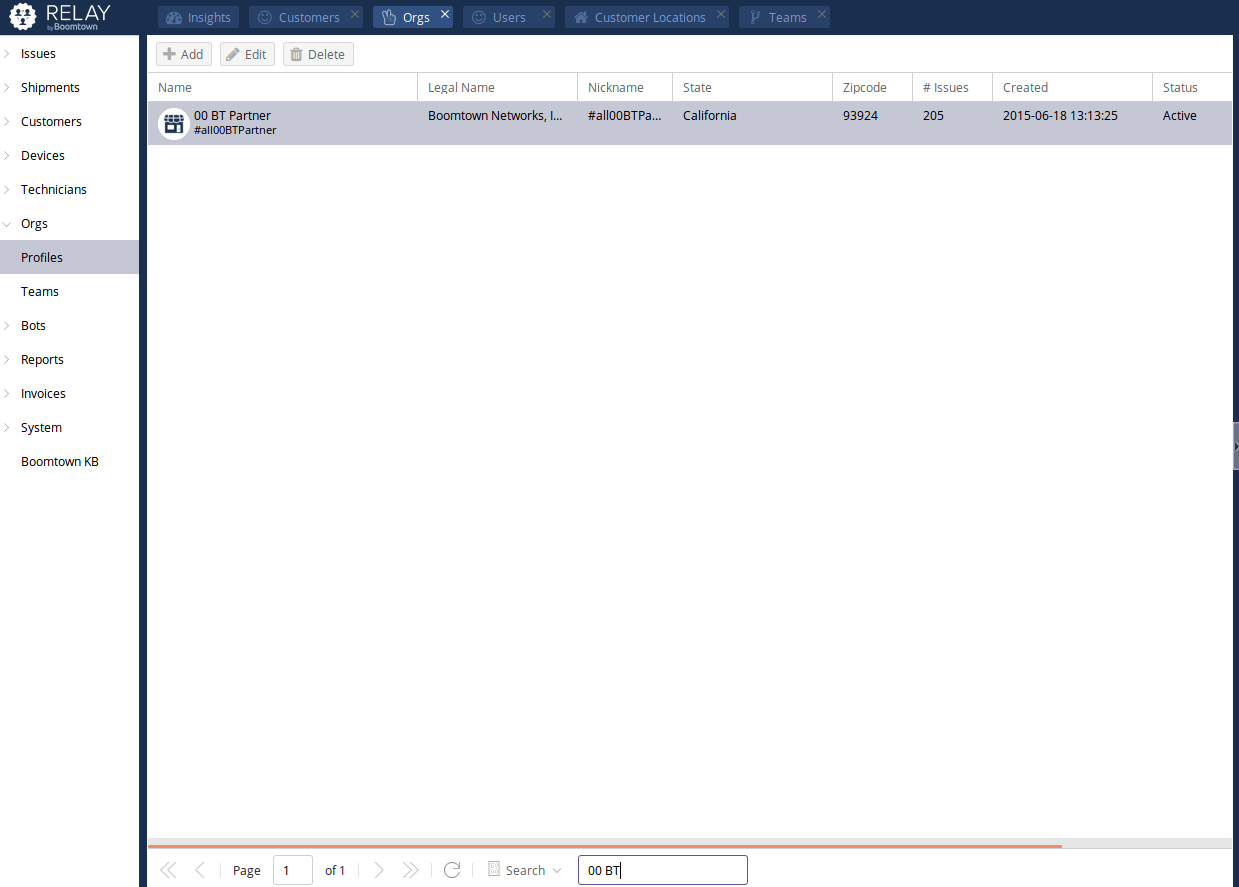 RELAY
by Boomtown
Insights
Customers
Orgs
Users
Customer Locations
Teams
Issues
Shipments
Customers
Devices
Technicians
Orgs
Profiles
Teams
Bots
Reports
Invoices
System
Boomtown KB
Add
Edit
Delete
Name
Legal Name
Nickname
State
Zipcode
# Issues
Created
Status
00 BT Partner
#all00BTPartner
Boomtown Networks, I...
#all00BTPa...
California
93924
205
2015-06-18 13:13:25
Active
Page
1
of 1
Search
00 BT